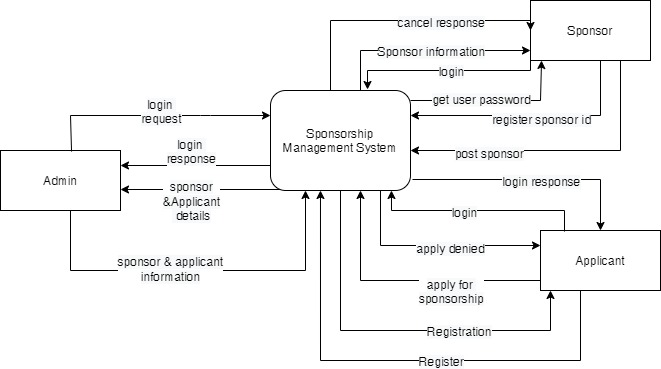 cancel response
Sponsor
Sponsor information
login
get user password
login
request
register sponsor id
Sponsorship
Management System
login
response
post sponsor
Admin
sponsor
&Applicant
details
login response
login
apply denied
Applicant
sponsor & applicant
information
apply for
sponsorship
Registration
Register